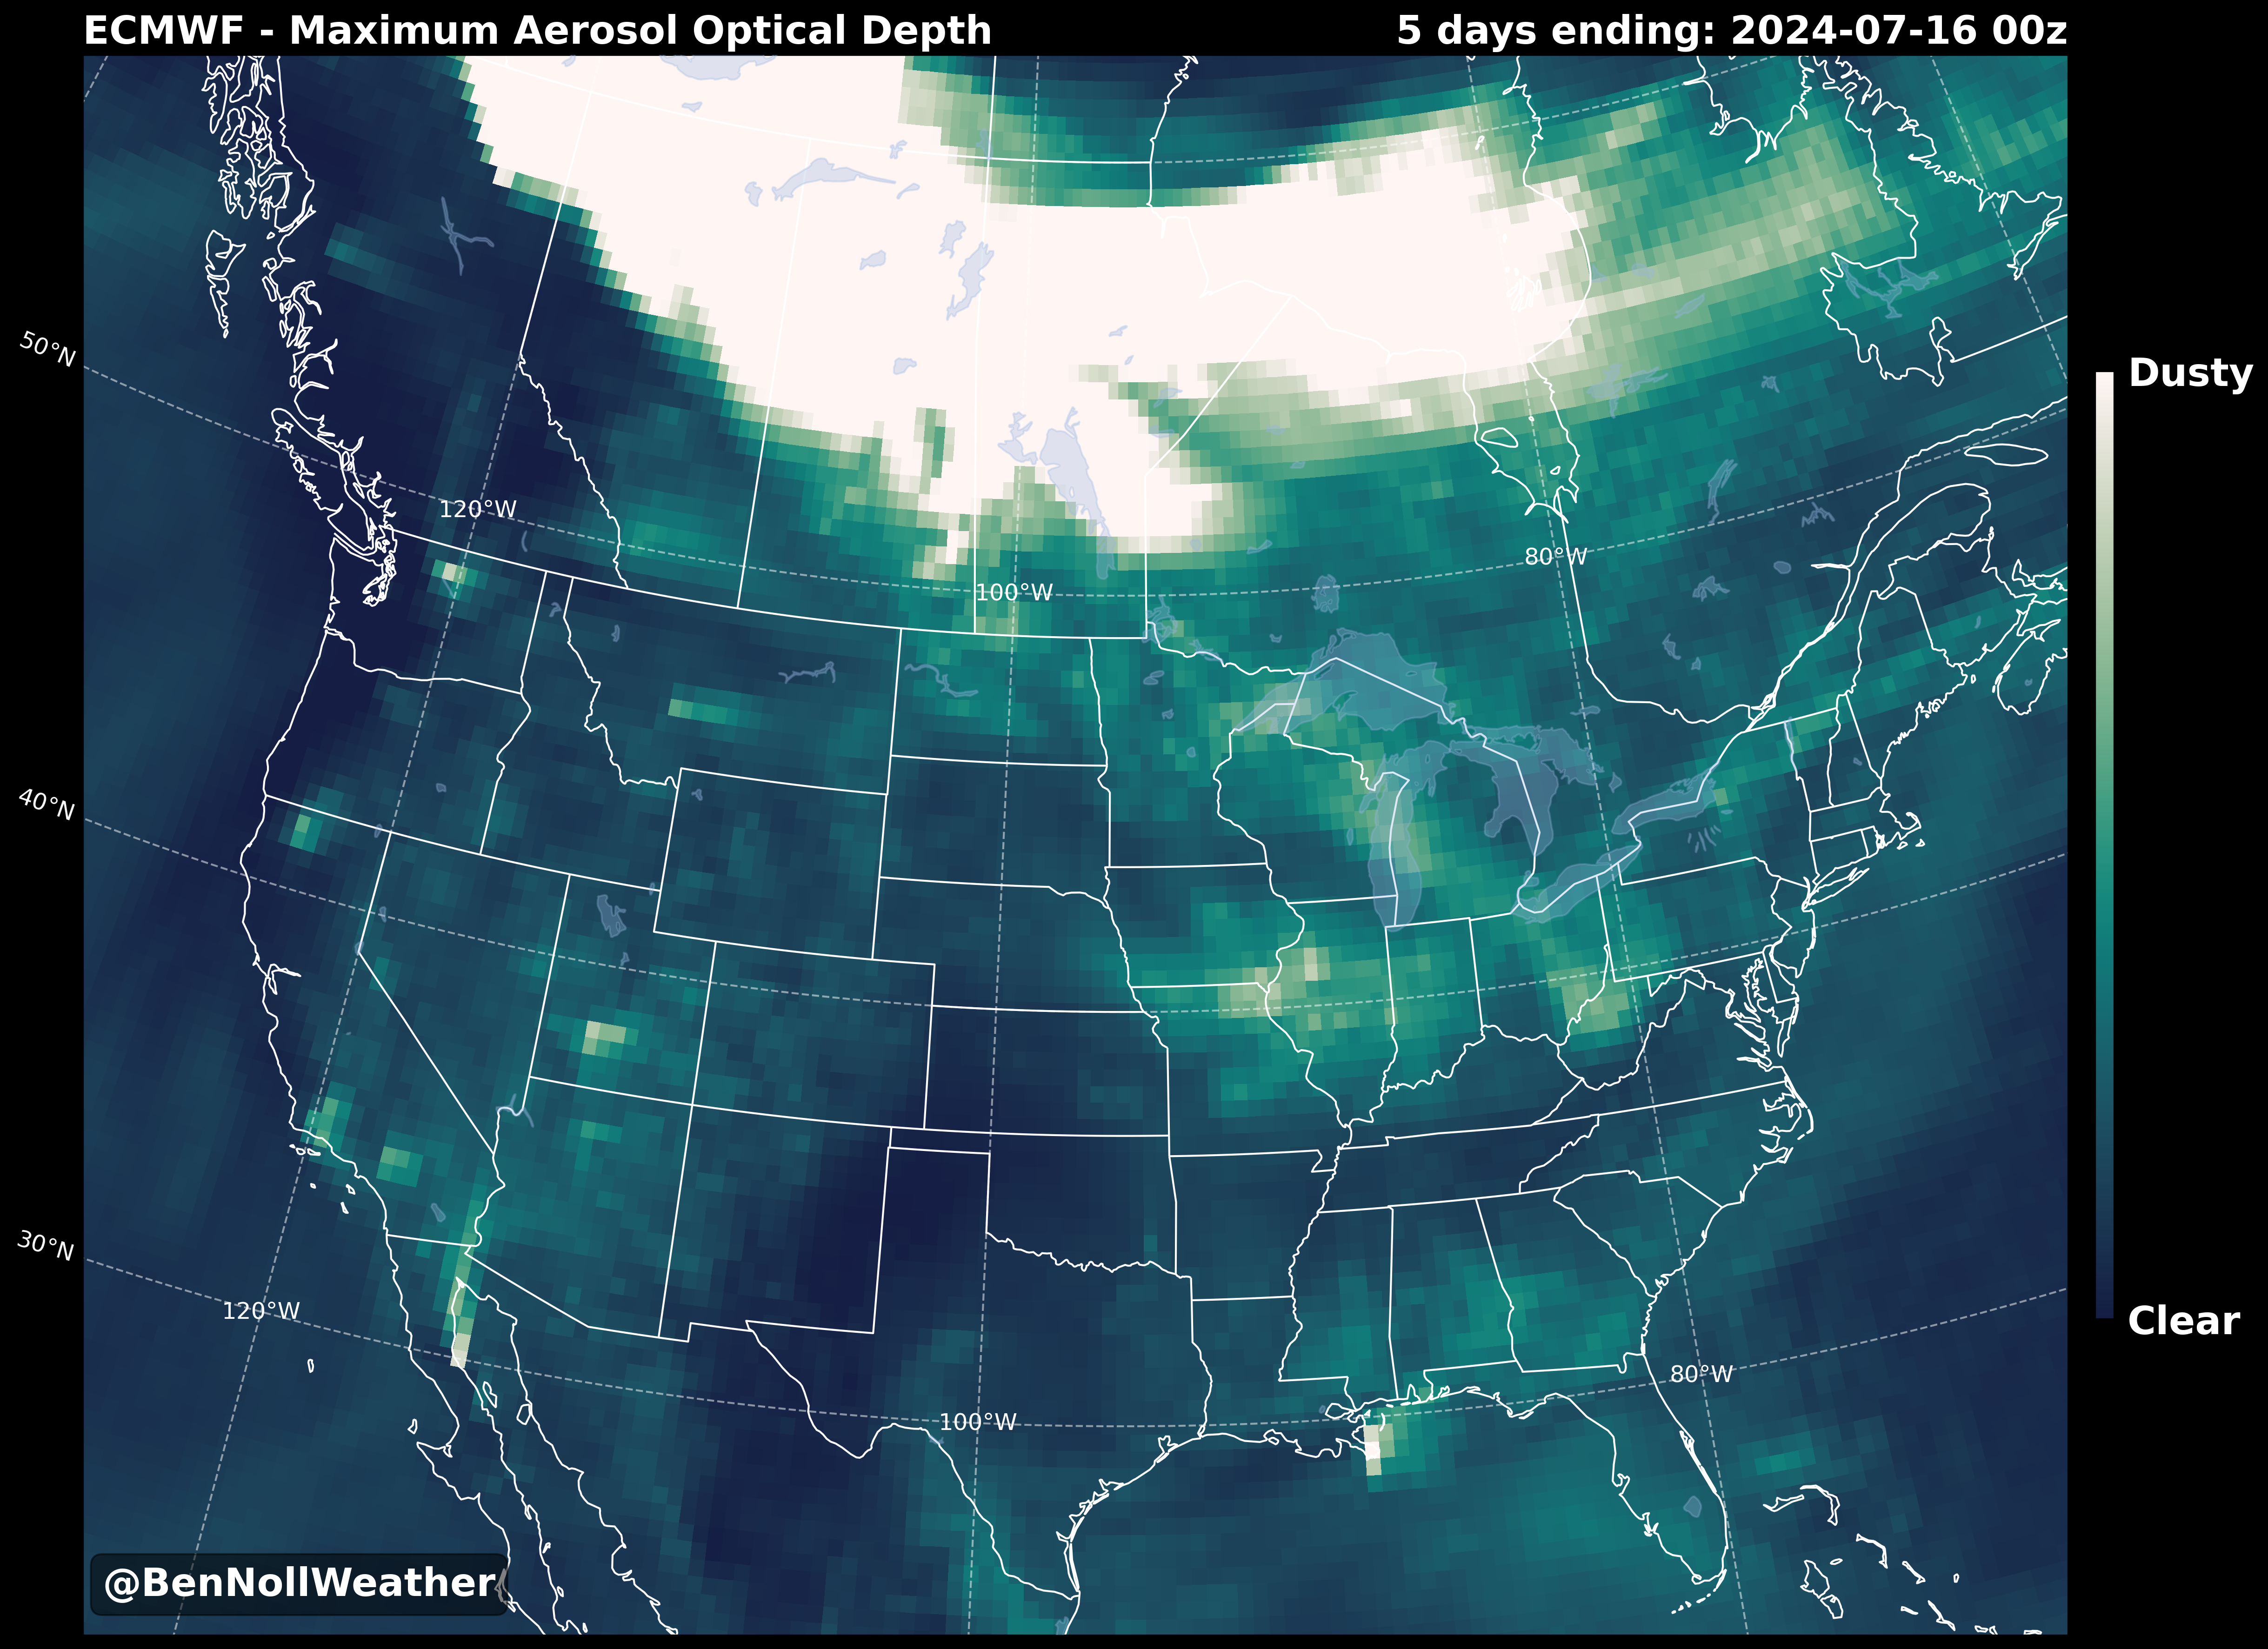 ECMWF - Maximum Aerosol Optical Depth
5 days ending: 2024-07-16 00z
50°N
Dusty
120°W
80°W
100°W
40°N
30°N
120°W
Clear
80°W
100°W
@BenNollWeather